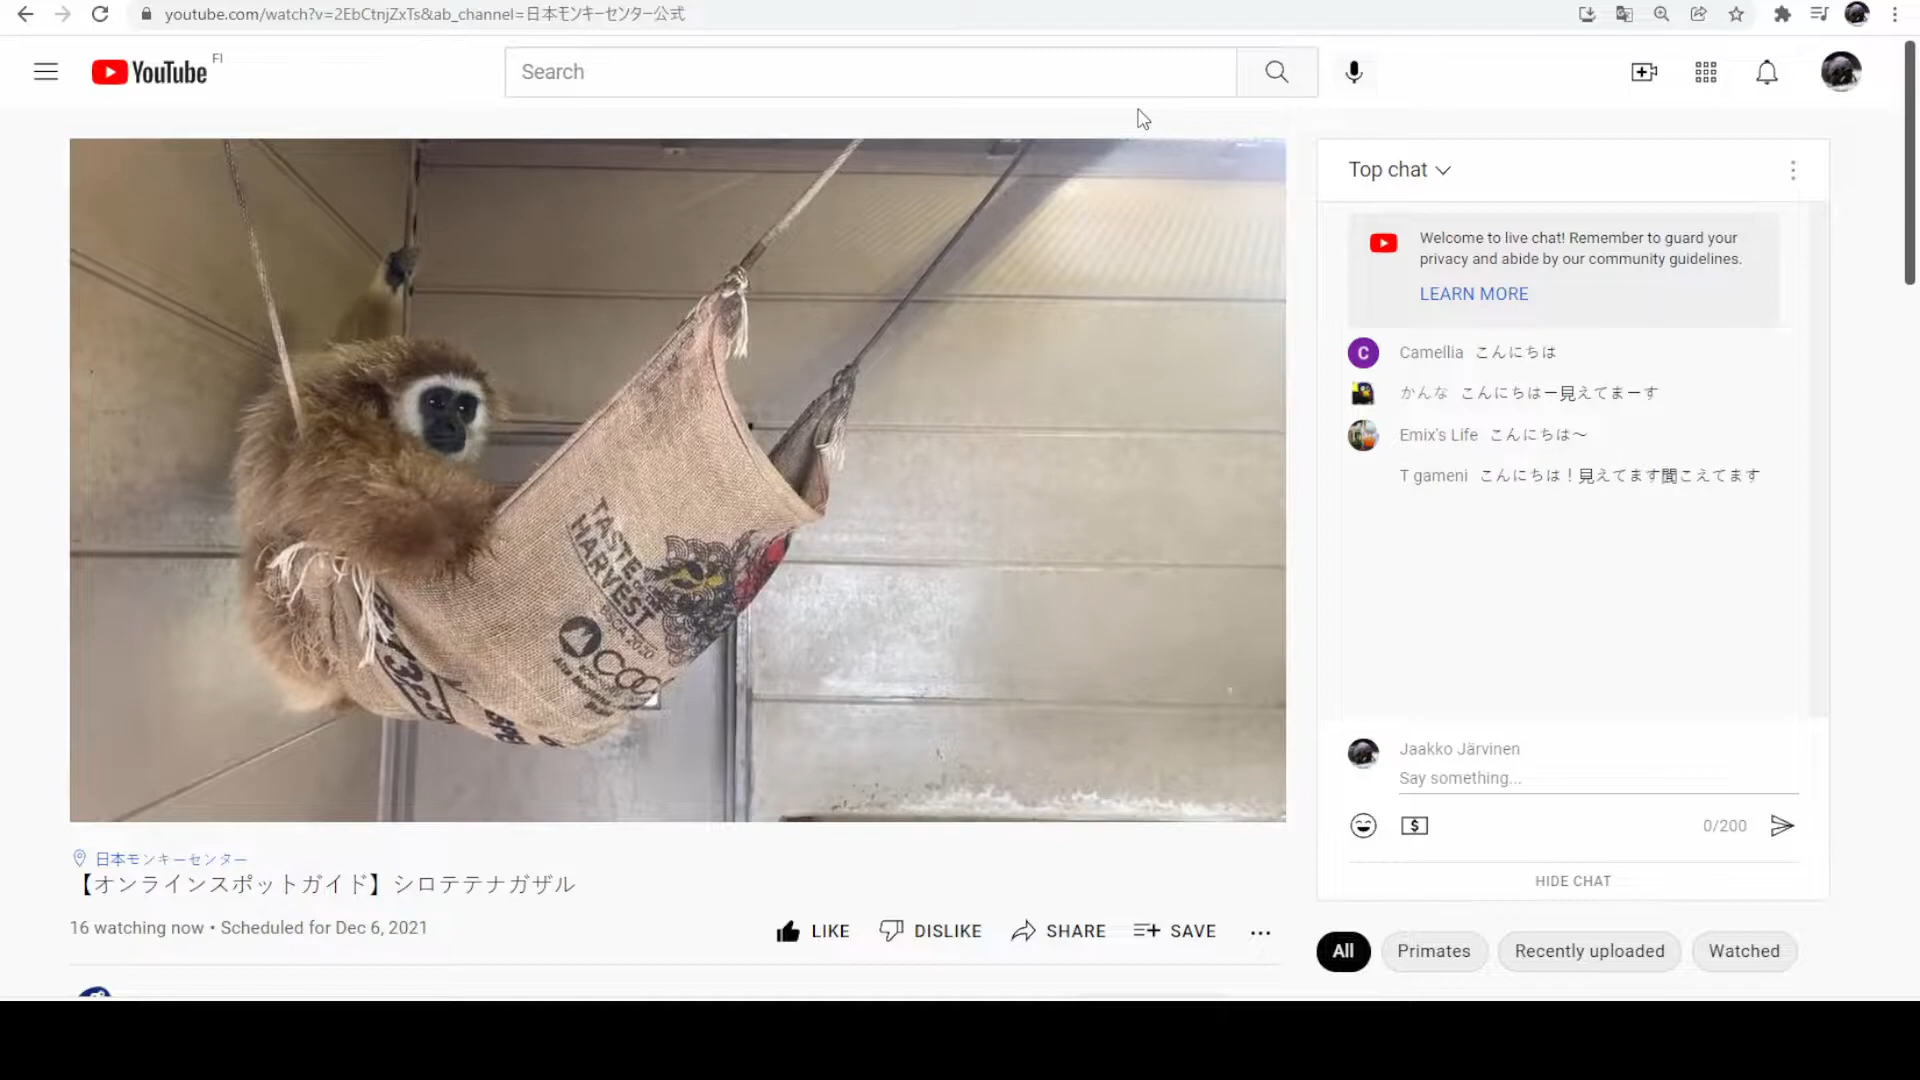 youtube.com/watch?v=2EbCtnjZxTs&ab_channel=日本モンキーセンター公式
YouTube FI
Search
TASTE OF THE
HARVEST
BOSCA 2020
Top chat
Welcome to live chat! Remember to guard your
privacy and abide by our community guidelines.
LEARN MORE
C Camellia こんにちは
かんな こんにちはー見えてまーす
Emix's Life こんにちは～
T gameni こんにちは！見えてます聞こえてます
Jaakko Järvinen
Say something...
$ 0/200
HIDE CHAT
日本モンキーセンター
【オンラインスポットガイド】シロテテナガザル
16 watching now • Scheduled for Dec 6, 2021
LIKE DISLIKE SHARE SAVE ...
All Primates Recently uploaded Watched